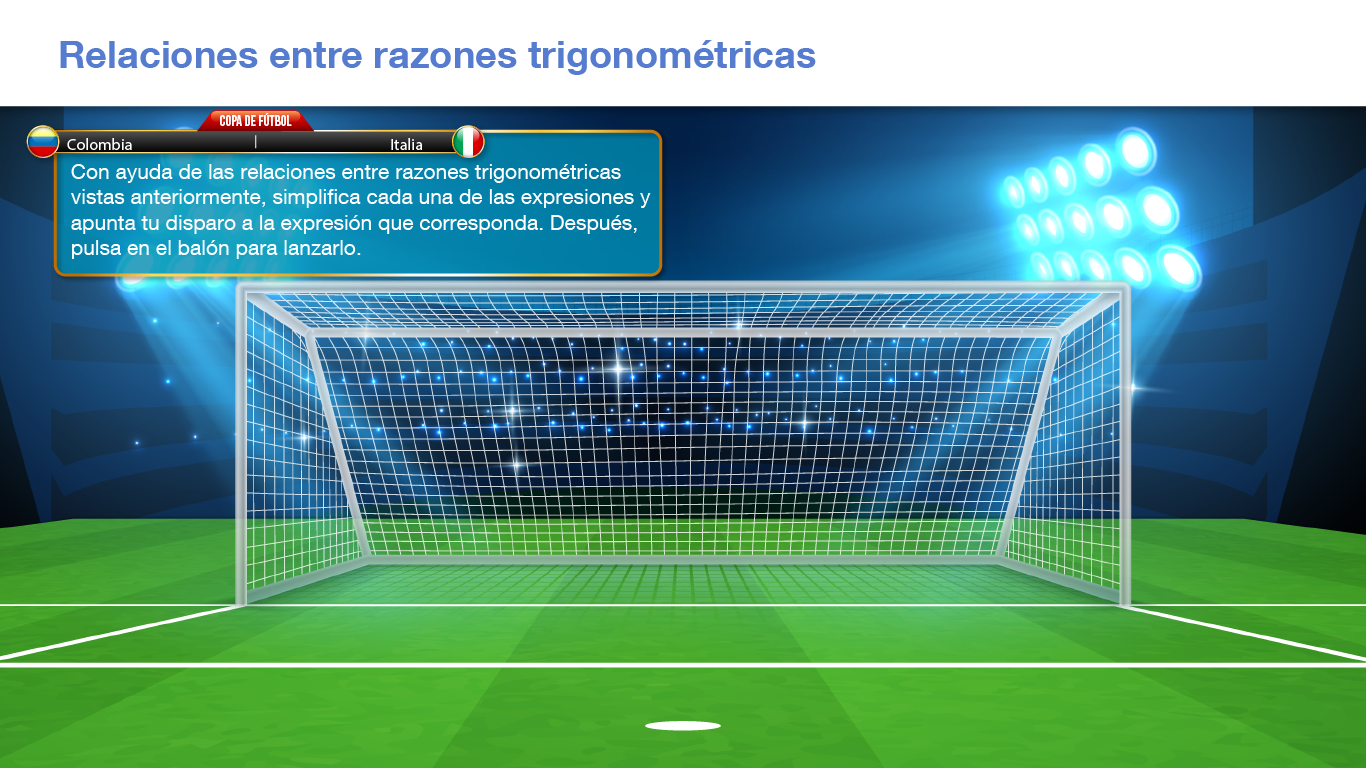 Relaciones entre razones trigonométricas
COPA DE FÚTBOL
Colombia | Italia
Con ayuda de las relaciones entre razones trigonométricas
vistas anteriormente, simplifica cada una de las expresiones y
apunta tu disparo a la expresión que corresponda. Después,
pulsa en el balón para lanzarlo.